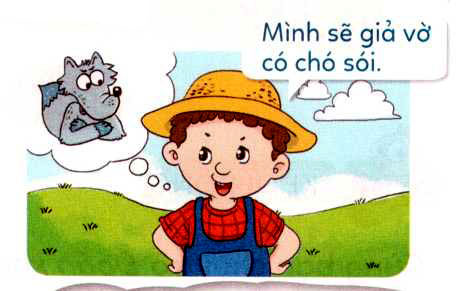 Mình sẽ giả vờ
có chó sói.